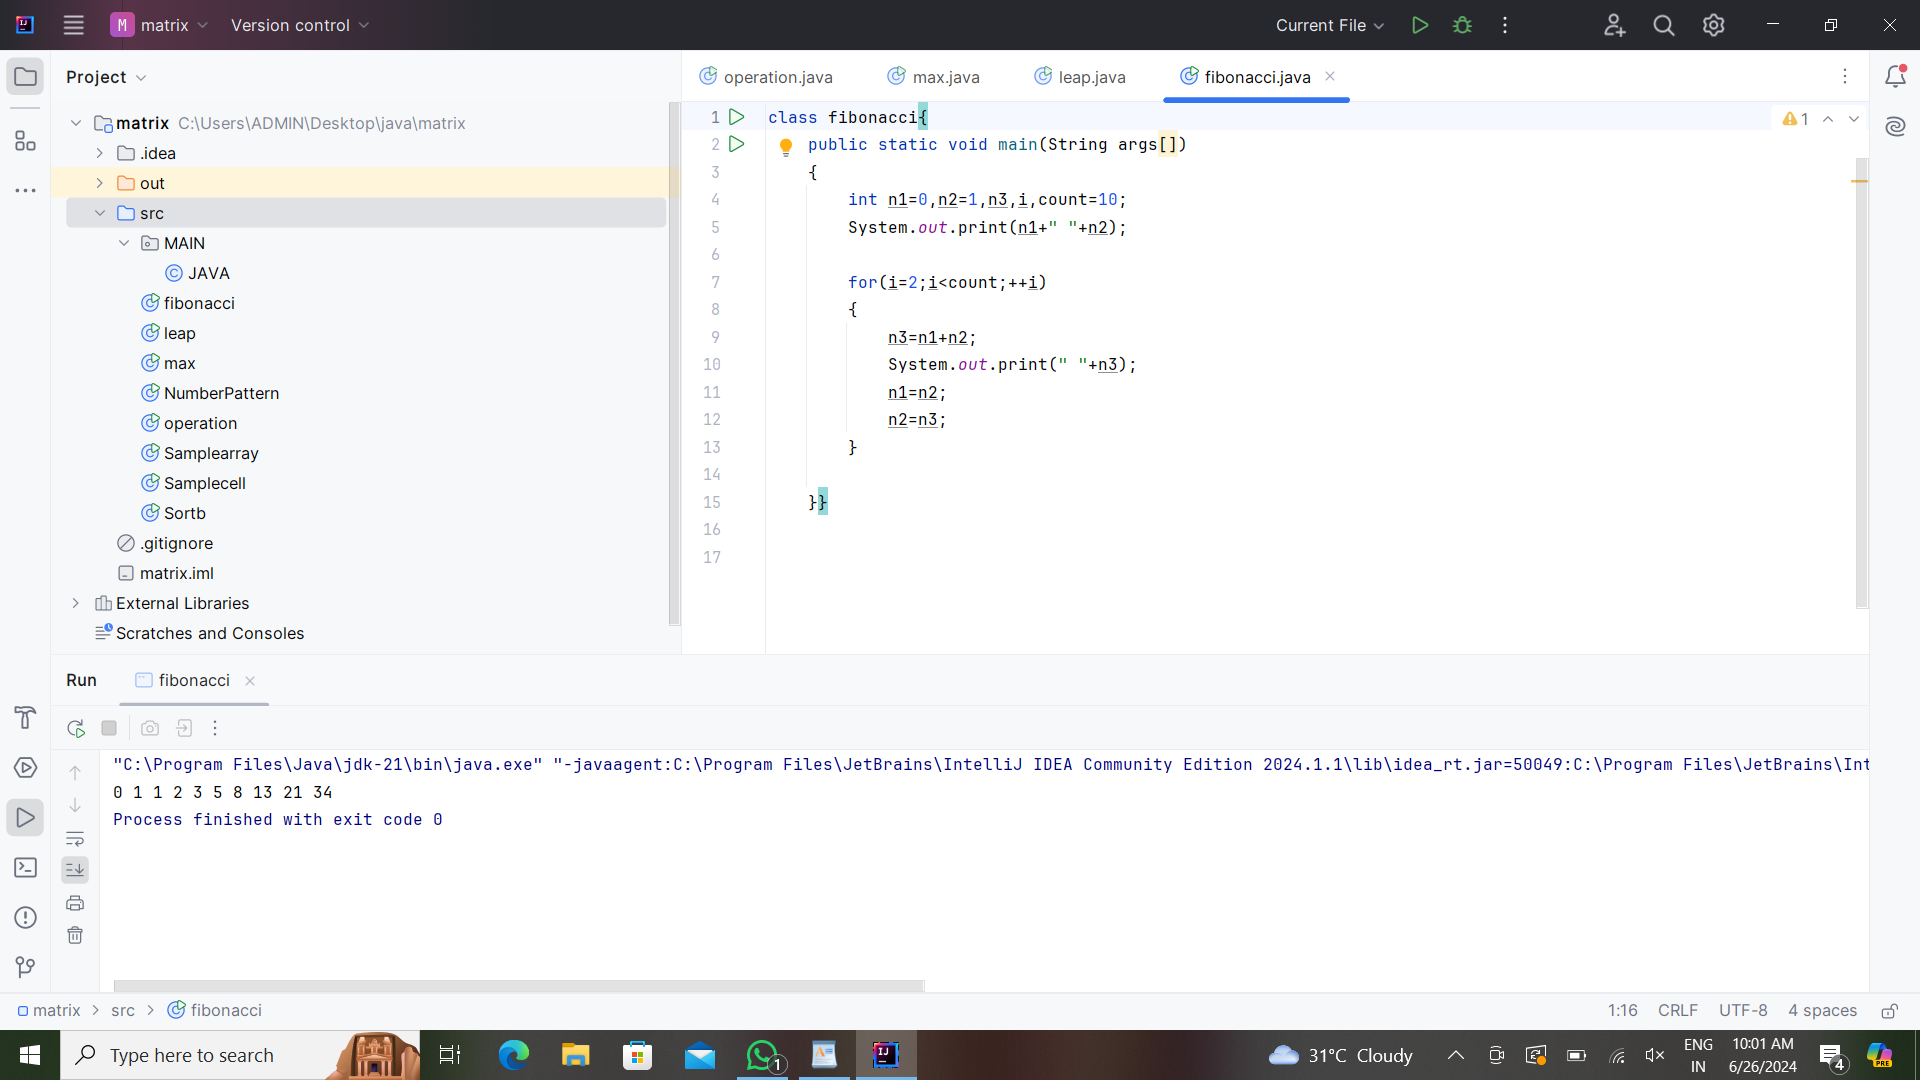 M matrix Version control Current File
Project
operation.java max.java leap.java fibonacci.java
matrix C:\Users\ADMIN\Desktop\java\matrix
.idea
out
src
MAIN
JAVA
fibonacci
leap
max
NumberPattern
operation
Samplearray
Samplecell
Sortb
.gitignore
matrix.iml
External Libraries
Scratches and Consoles
1 class fibonacci{
1
2 public static void main(String args[])
3 {
4 int n1=0,n2=1,n3,i,count=10;
5 System.out.print(n1+" "+n2);
6
7 for(i=2;i<count;++i)
8 {
9 n3=n1+n2;
10 System.out.print(" "+n3);
11 n1=n2;
12 n2=n3;
13 }
14
15 }}
16
17
Run fibonacci
"C:\Program Files\Java\jdk-21\bin\java.exe" "-javaagent:C:\Program Files\JetBrains\IntelliJ IDEA Community Edition 2024.1.1\lib\idea_rt.jar=50049:C:\Program Files\JetBrains\Int
0 1 1 2 3 5 8 13 21 34
Process finished with exit code 0
matrix > src > fibonacci
1:16 CRLF UTF-8 4 spaces
Type here to search
1
IJ
31°C Cloudy
ENG
IN
10:01 AM
6/26/2024
4
PRE